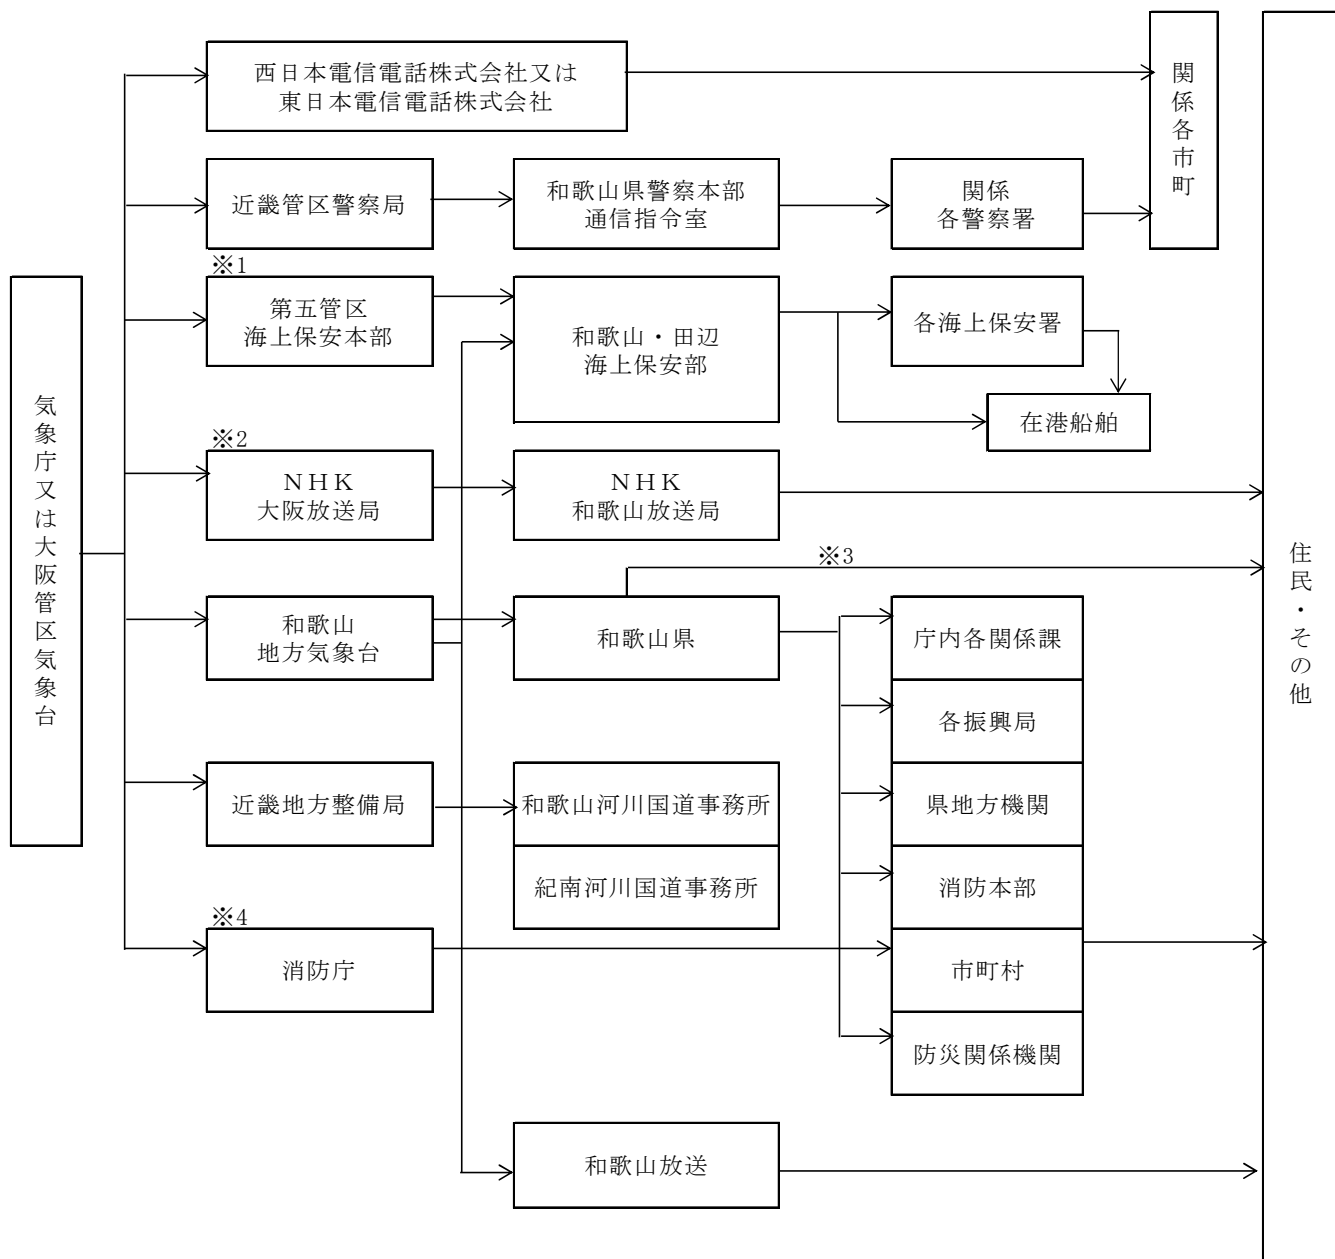 西日本電信電話株式会社又は
東日本電信電話株式会社
関係各市町
近畿管区警察局
和歌山県警察本部
通信指令室
関係
各警察署
※1
第五管区
海上保安本部
和歌山・田辺
海上保安部
各海上保安署
在港船舶
気象庁又は大阪管区気象台
※2
ＮＨＫ
大阪放送局
ＮＨＫ
和歌山放送局
※3
住民・その他
和歌山
地方気象台
和歌山県
庁内各関係課
各振興局
近畿地方整備局
和歌山河川国道事務所
県地方機関
紀南河川国道事務所
消防本部
※4
消防庁
市町村
防災関係機関
和歌山放送